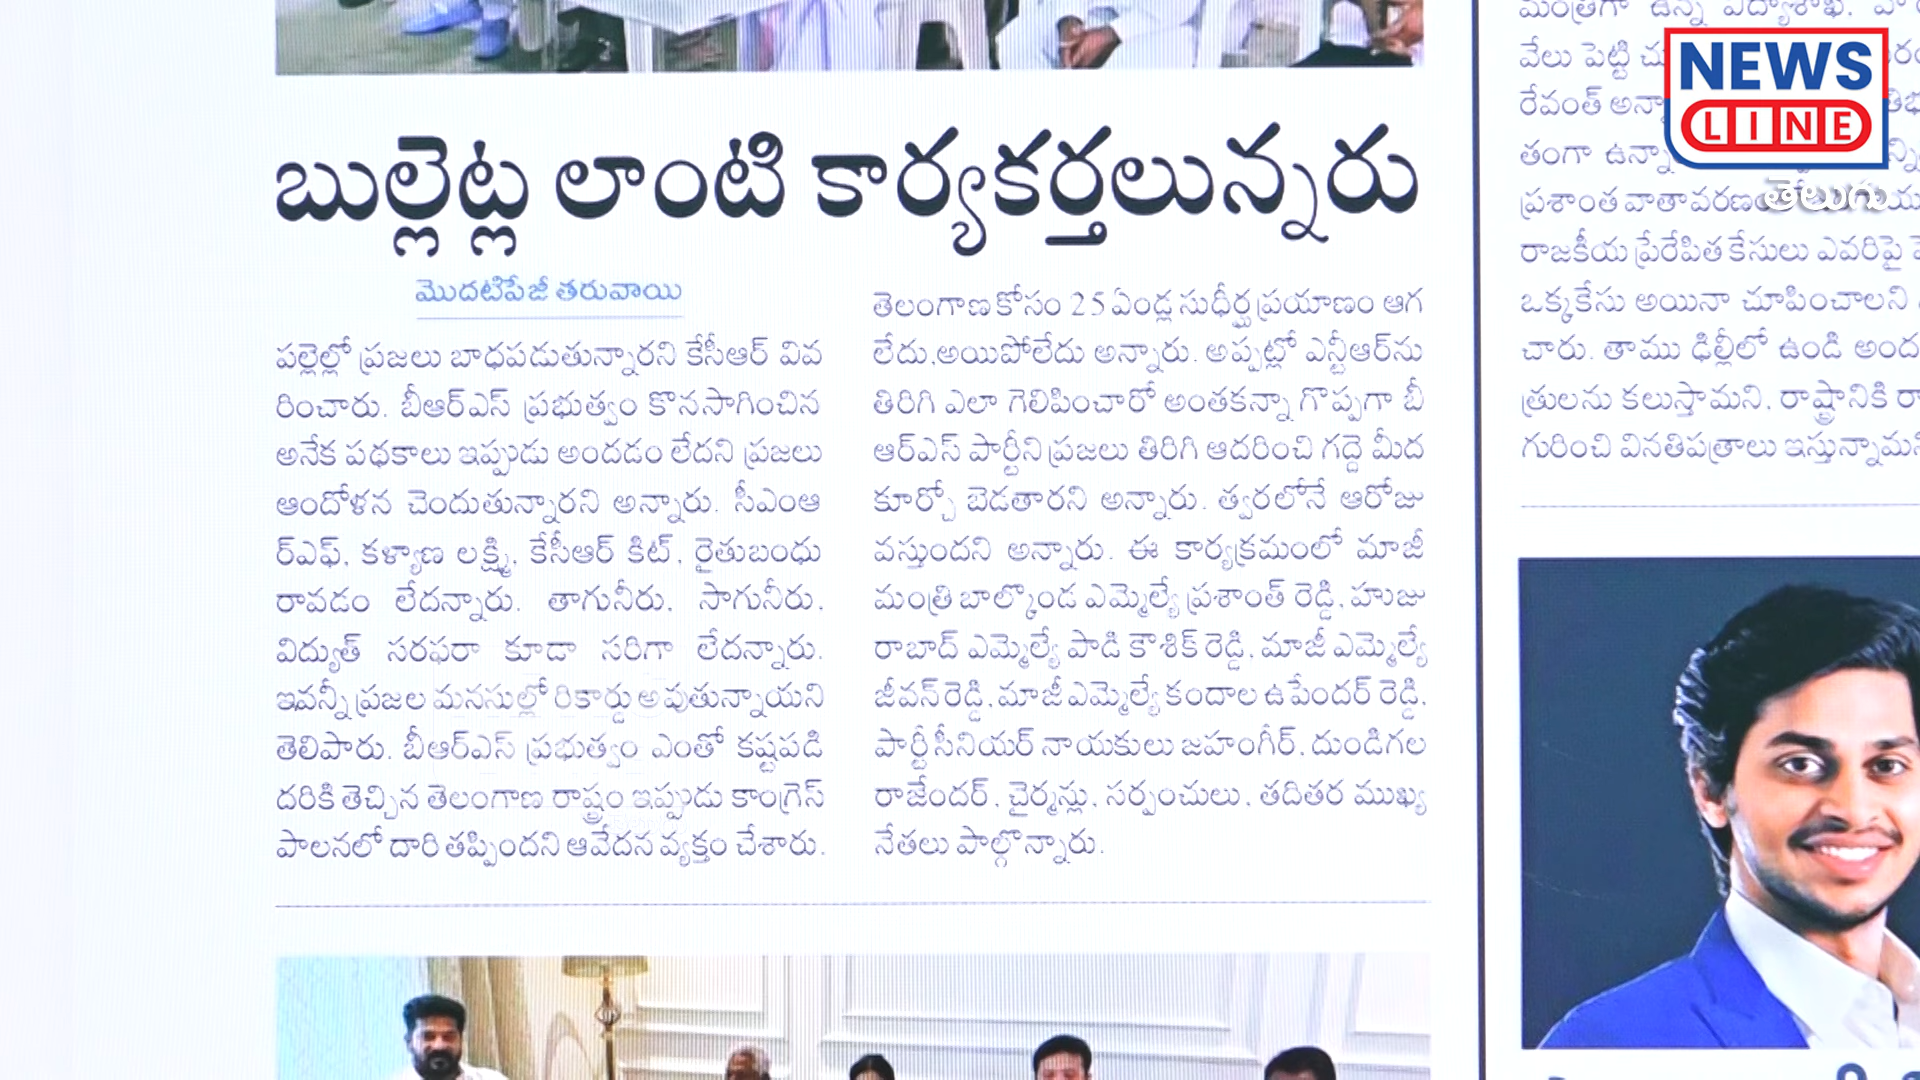 బుల్లెట్ల లాంటి కార్యకర్తలున్నరు
మొదటిపేజీ తరువాయి
పల్లెల్లో ప్రజలు బాధపడుతున్నారని కేసీఆర్ వివ
రించారు. బీఆర్ఎస్ ప్రభుత్వం కొనసాగించిన
అనేక పథకాలు ఇప్పుడు అందడం లేదని ప్రజలు
ఆందోళన చెందుతున్నారని అన్నారు. సీఎంఆ
ర్ఎఫ్, కళ్యాణ లక్ష్మి, కేసీఆర్ కిట్, రైతుబంధు
రావడం లేదన్నారు. తాగునీరు, సాగునీరు,
విద్యుత్ సరఫరా కూడా సరిగా లేదన్నారు.
ఇవన్నీ ప్రజల మనసుల్లో రికార్డు అవుతున్నాయని
తెలిపారు. బీఆర్ఎస్ ప్రభుత్వం ఎంతో కష్టపడి
దరికి తెచ్చిన తెలంగాణ రాష్ట్రం ఇప్పుడు కాంగ్రెస్
పాలనలో దారి తప్పిందని ఆవేదన వ్యక్తం చేశారు.
తెలంగాణ కోసం 25 ఏండ్ల సుధీర్ఘ ప్రయాణం ఆగ
లేదు,అయిపోలేదు అన్నారు. అప్పట్లో ఎన్టీఆర్‌ను
తిరిగి ఎలా గెలిపించారో అంతకన్నా గొప్పగా బీ
ఆర్ఎస్ పార్టీని ప్రజలు తిరిగి ఆదరించి గద్దె మీద
కూర్చో బెడతారని అన్నారు. త్వరలోనే ఆరోజు
వస్తుందని అన్నారు. ఈ కార్యక్రమంలో మాజీ
మంత్రి బాల్కొండ ఎమ్మెల్యే ప్రశాంత్ రెడ్డి, హుజు
రాబాద్ ఎమ్మెల్యే పాడి కౌశిక్ రెడ్డి, మాజీ ఎమ్మెల్యే
జీవన్ రెడ్డి, మాజీ ఎమ్మెల్యే కందాల ఉపేందర్ రెడ్డి,
పార్టీ సీనియర్ నాయకులు జహంగీర్, దుండిగల
రాజేందర్, చైర్మన్లు, సర్పంచులు, తదితర ముఖ్య
నేతలు పాల్గొన్నారు.
వేలు పెట్టి
రేవంత్ అన్నా
తంగా ఉన్నా
ప్రశాంత వాతావరణం
రాజకీయ ప్రేరేపిత కేసులు ఎవరిపై
ఒక్కకేసు అయినా చూపించాలని
చారు. తాము ఢిల్లీలో ఉండి అంద
త్రులను కలుస్తామని, రాష్ట్రానికి రా
గురించి వినతిపత్రాలు ఇస్తున్నామని
NEWS
LINE
తెలుగు